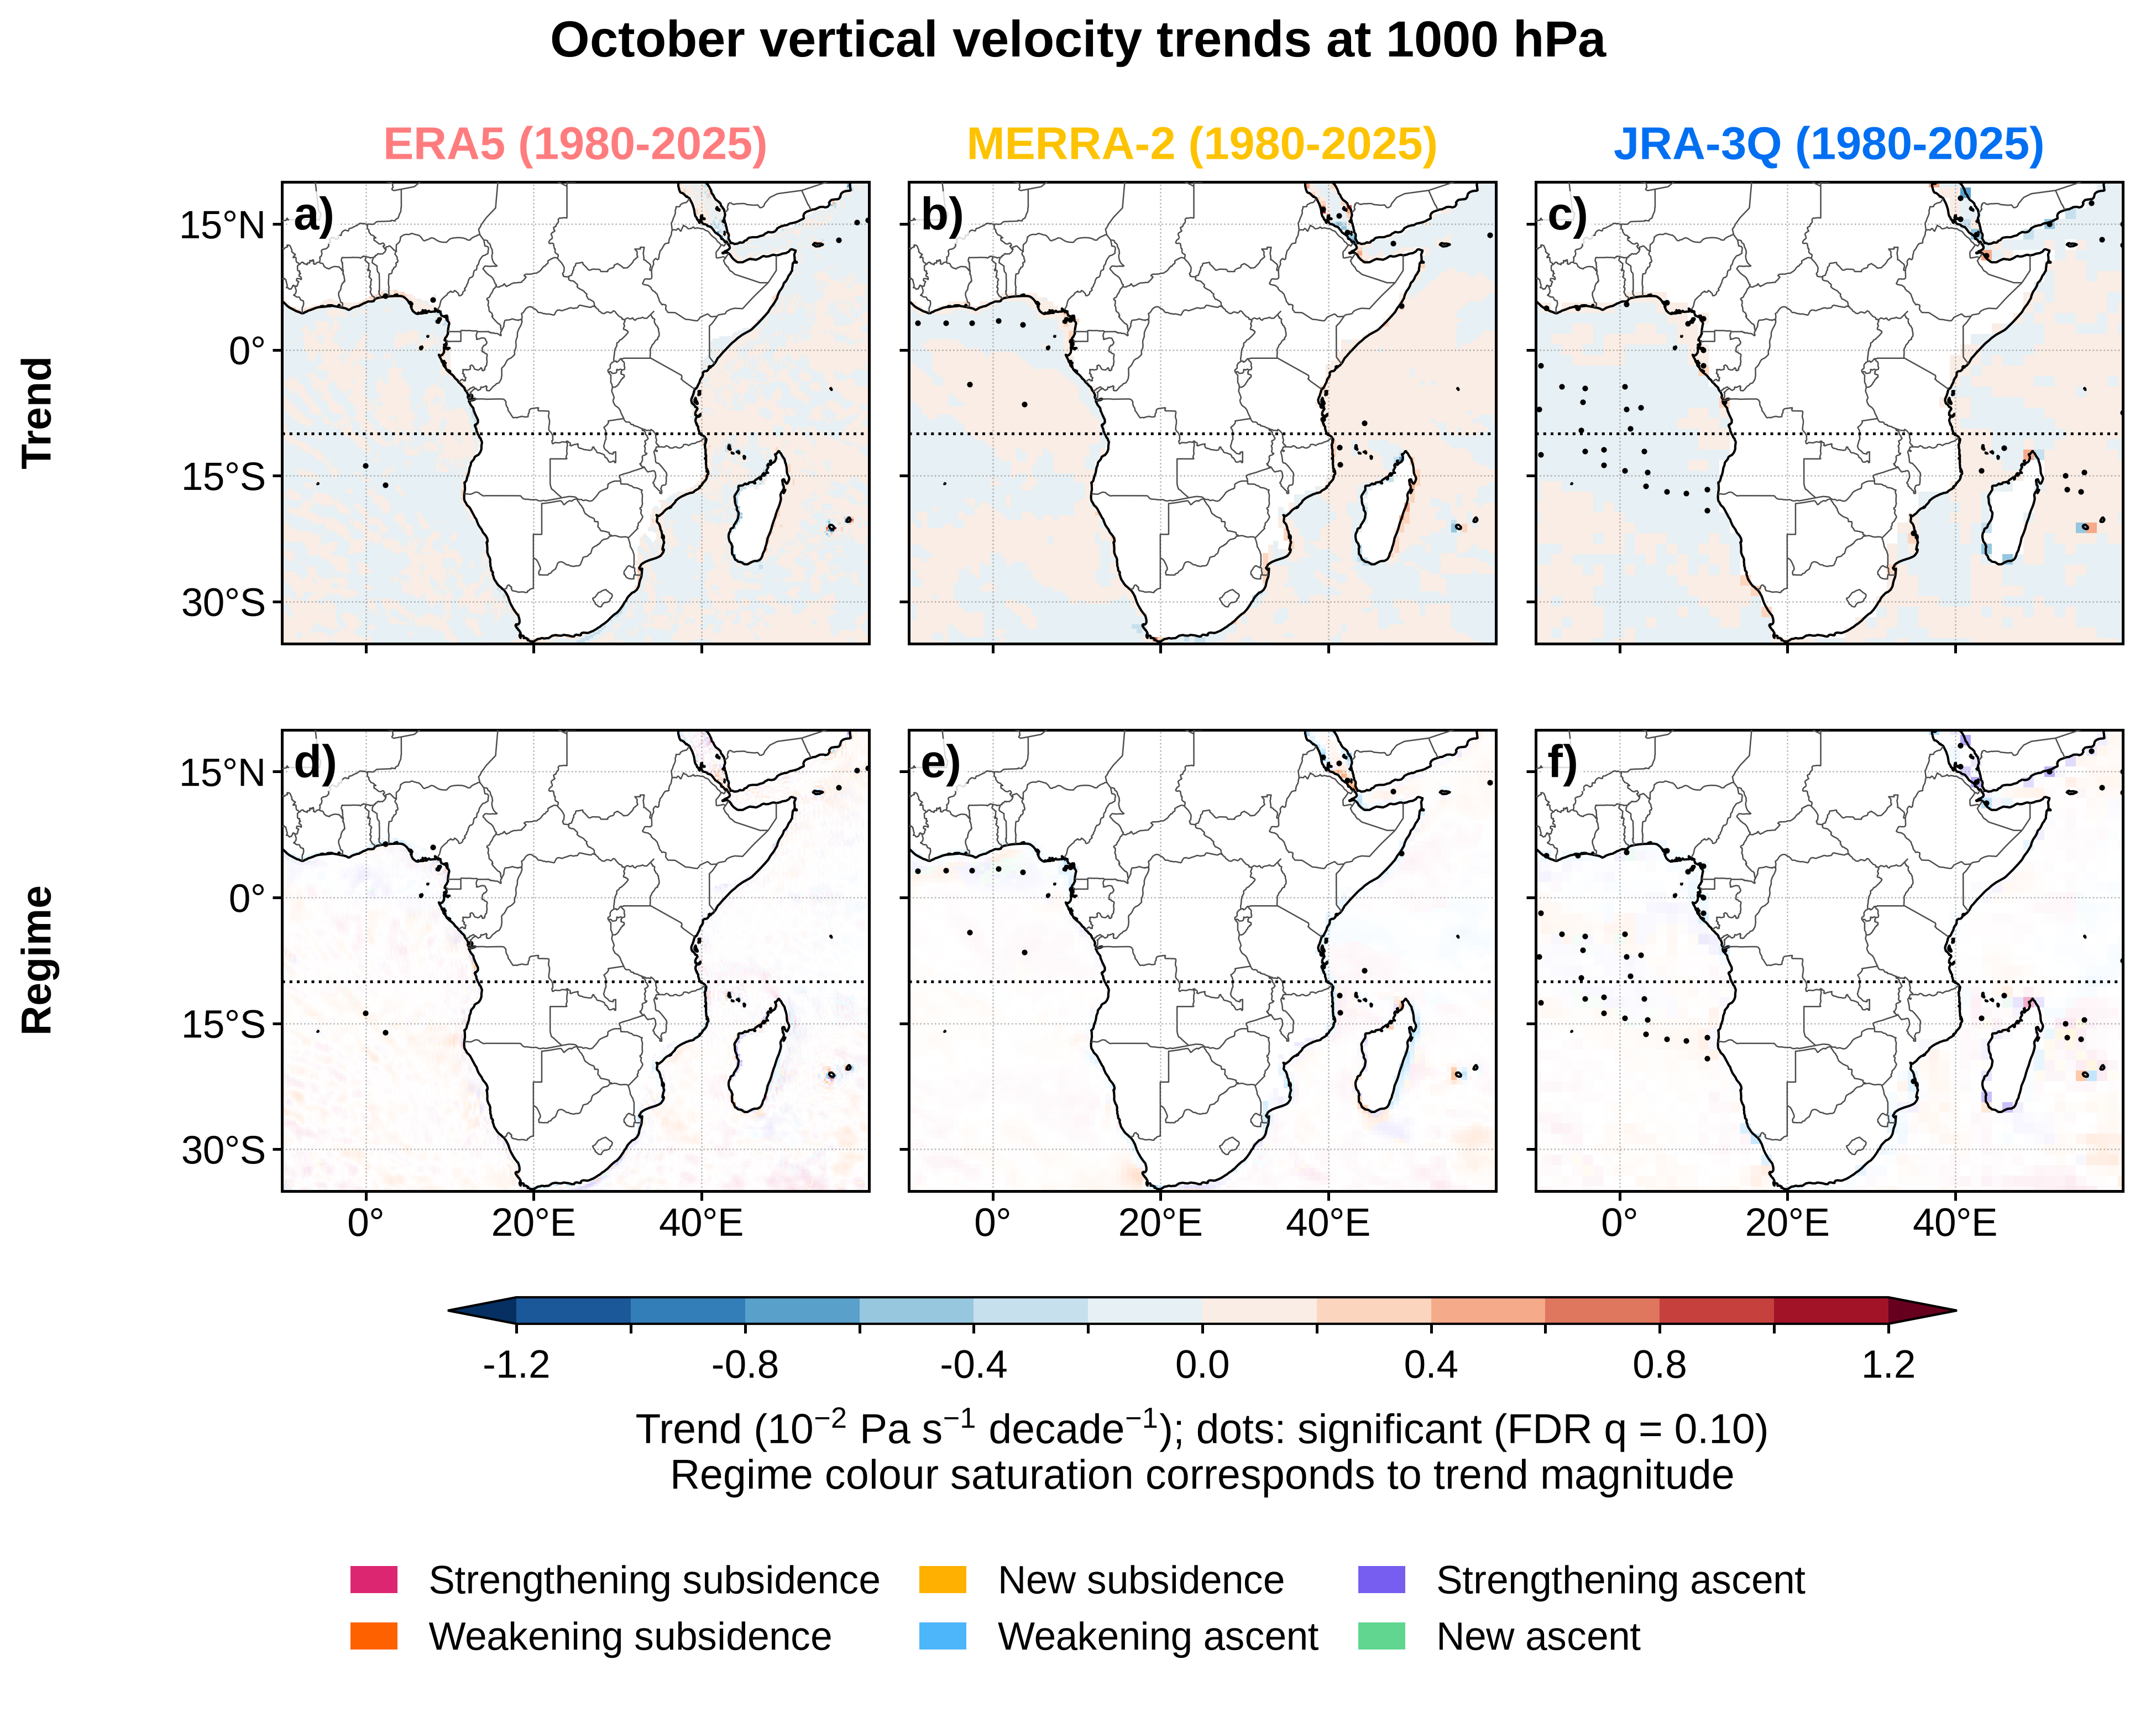 October vertical velocity trends at 1000 hPa
ERA5 (1980-2025) MERRA-2 (1980-2025) JRA-3Q (1980-2025)
Trend
a) b) c)
15°N
0°
15°S
30°S
Regime
d) e) f)
15°N
0°
15°S
30°S
0° 20°E 40°E 0° 20°E 40°E 0° 20°E 40°E
-1.2 -0.8 -0.4 0.0 0.4 0.8 1.2
Trend (10⁻² Pa s⁻¹ decade⁻¹); dots: significant (FDR q = 0.10)
Regime colour saturation corresponds to trend magnitude
Strengthening subsidence New subsidence Strengthening ascent
Weakening subsidence Weakening ascent New ascent